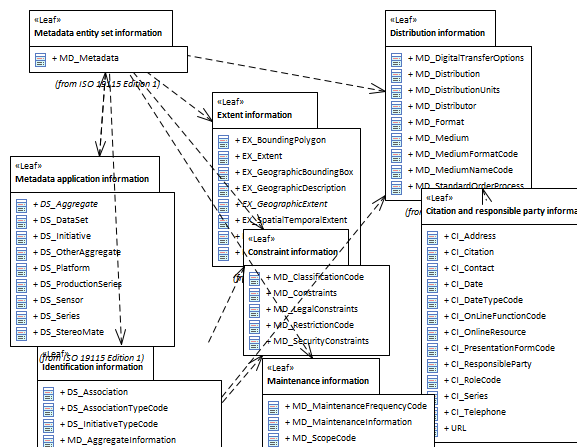 «Leaf»
Metadata entity set information
+ MD_Metadata
(from ISO 19115 Edition 1)
«Leaf»
Distribution information
+ MD_DigitalTransferOptions
+ MD_Distribution
+ MD_DistributionUnits
+ MD_Distributor
+ MD_Format
+ MD_Medium
+ MD_MediumFormatCode
+ MD_MediumNameCode
+ MD_StandardOrderProcess
«Leaf»
Extent information
+ EX_BoundingPolygon
+ EX_Extent
+ EX_GeographicBoundingBox
+ EX_GeographicDescription
+ EX_GeographicExtent
+ EX_SpatialTemporalExtent
+
+
«Leaf»
Metadata application information
+ DS_Aggregate
+ DS_DataSet
+ DS_Initiative
+ DS_OtherAggregate
+ DS_Platform
+ DS_ProductionSeries
+ DS_Sensor
+ DS_Series
+ DS_StereoMate
(from ISO 19115 Edition 1)
«Leaf»
Citation and responsible party informa
+ CI_Address
+ CI_Citation
+ CI_Contact
+ CI_Date
+ CI_DateTypeCode
+ CI_OnLineFunctionCode
+ CI_OnlineResource
+ CI_PresentationFormCode
+ CI_ResponsibleParty
+ CI_RoleCode
+ CI_Series
+ CI_Telephone
+ URL
«Leaf»
Constraint information
+ MD_ClassificationCode
+ MD_Constraints
+ MD_LegalConstraints
+ MD_RestrictionCode
+ MD_SecurityConstraints
«Leaf»
Identification information
+ DS_Association
+ DS_AssociationTypeCode
+ DS_InitiativeTypeCode
+ MD_AggregateInformation
«Leaf»
Maintenance information
+ MD_MaintenanceFrequencyCode
+ MD_MaintenanceInformation
+ MD_ScopeCode